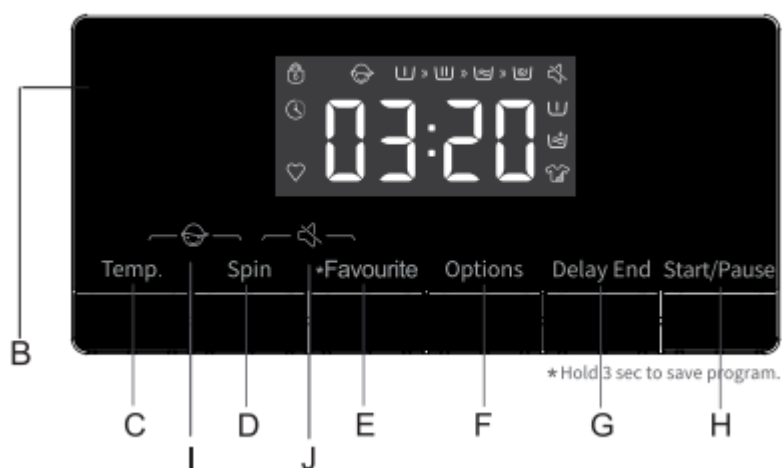 03:20
Temp. Spin *Favourite Options Delay End Start/Pause
B
*Hold 3 sec to save program.
C D E F G H
I J